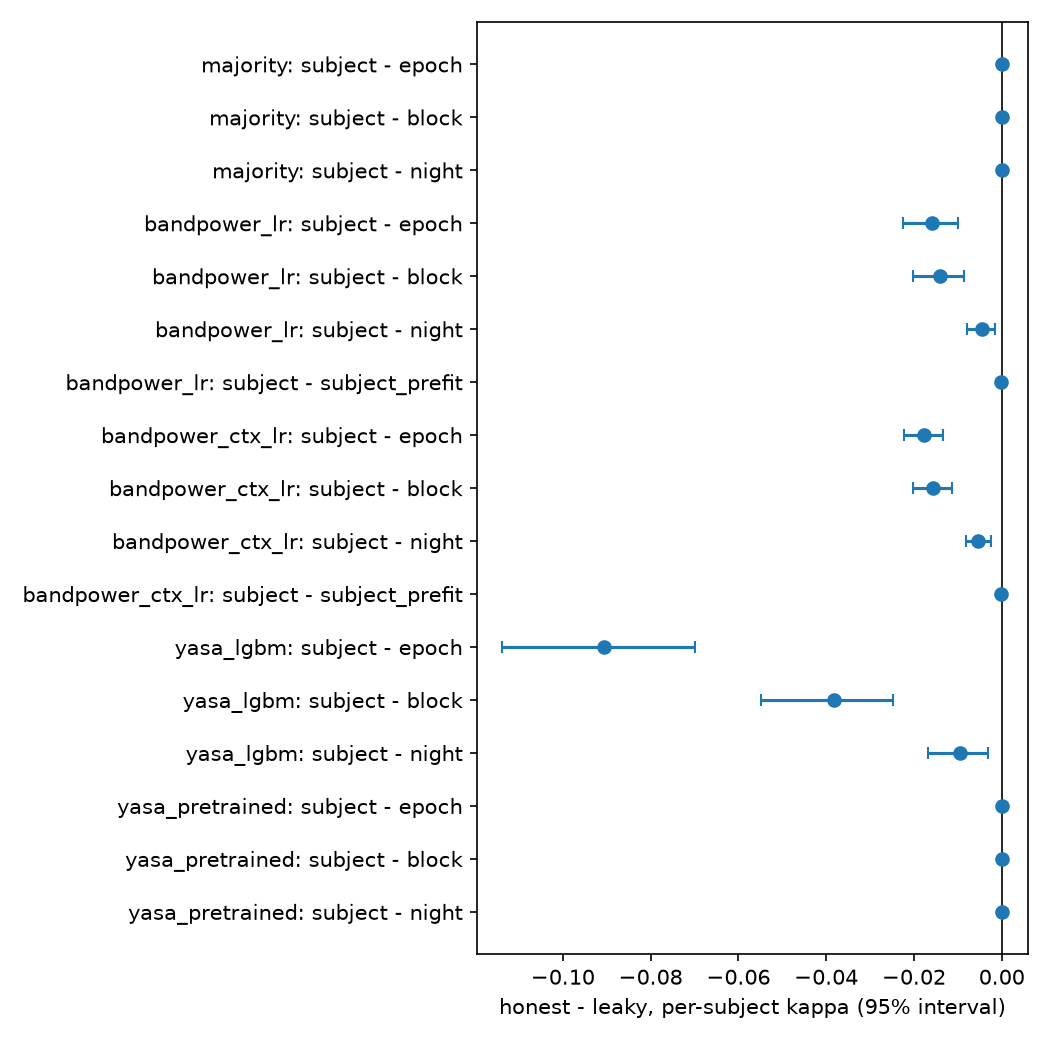 majority: subject - epoch
majority: subject - block
majority: subject - night
bandpower_lr: subject - epoch
bandpower_lr: subject - block
bandpower_lr: subject - night
bandpower_lr: subject - subject_prefit
bandpower_ctx_lr: subject - epoch
bandpower_ctx_lr: subject - block
bandpower_ctx_lr: subject - night
bandpower_ctx_lr: subject - subject_prefit
yasa_lgbm: subject - epoch
yasa_lgbm: subject - block
yasa_lgbm: subject - night
yasa_pretrained: subject - epoch
yasa_pretrained: subject - block
yasa_pretrained: subject - night
−0.10 −0.08 −0.06 −0.04 −0.02 0.00
honest - leaky, per-subject kappa (95% interval)